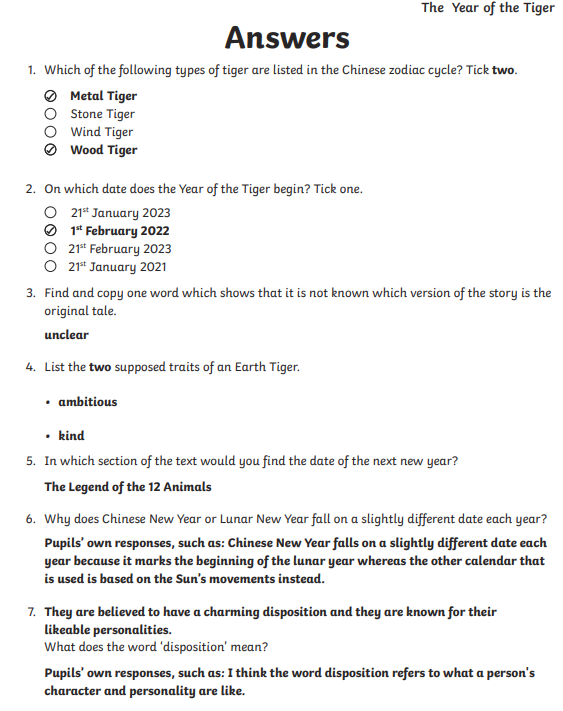 The Year of the Tiger
Answers
1. Which of the following types of tiger are listed in the Chinese zodiac cycle? Tick two.
Metal Tiger
Stone Tiger
Wind Tiger
Wood Tiger
2. On which date does the Year of the Tiger begin? Tick one.
21st January 2023
1st February 2022
21st February 2023
21st January 2021
3. Find and copy one word which shows that it is not known which version of the story is the
original tale.
unclear
4. List the two supposed traits of an Earth Tiger.
• ambitious
• kind
5. In which section of the text would you find the date of the next new year?
The Legend of the 12 Animals
6. Why does Chinese New Year or Lunar New Year fall on a slightly different date each year?
Pupils' own responses, such as: Chinese New Year falls on a slightly different date each
year because it marks the beginning of the lunar year whereas the other calendar that
is used is based on the Sun's movements instead.
7. They are believed to have a charming disposition and they are known for their
likeable personalities.
What does the word 'disposition' mean?
Pupils' own responses, such as: I think the word disposition refers to what a person's
character and personality are like.